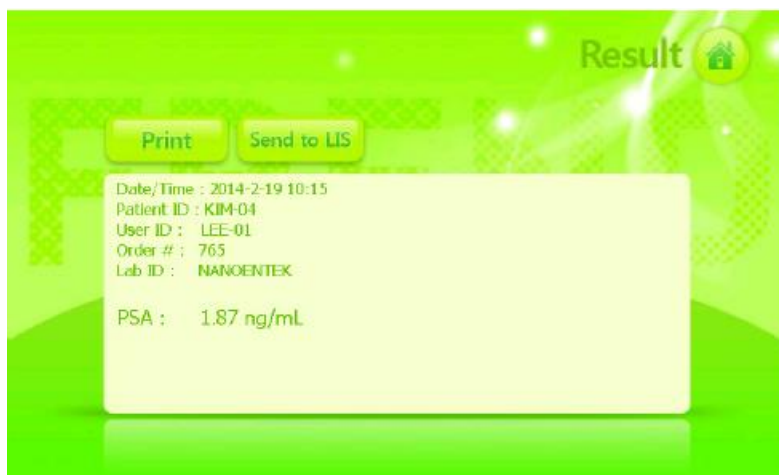 Result
Print Send to LIS
Date/Time : 2014-2-19 10:15
Patient ID : KIM-04
User ID : LEE-01
Order # : 765
Lab ID : NANOENTEK
PSA : 1.87 ng/mL